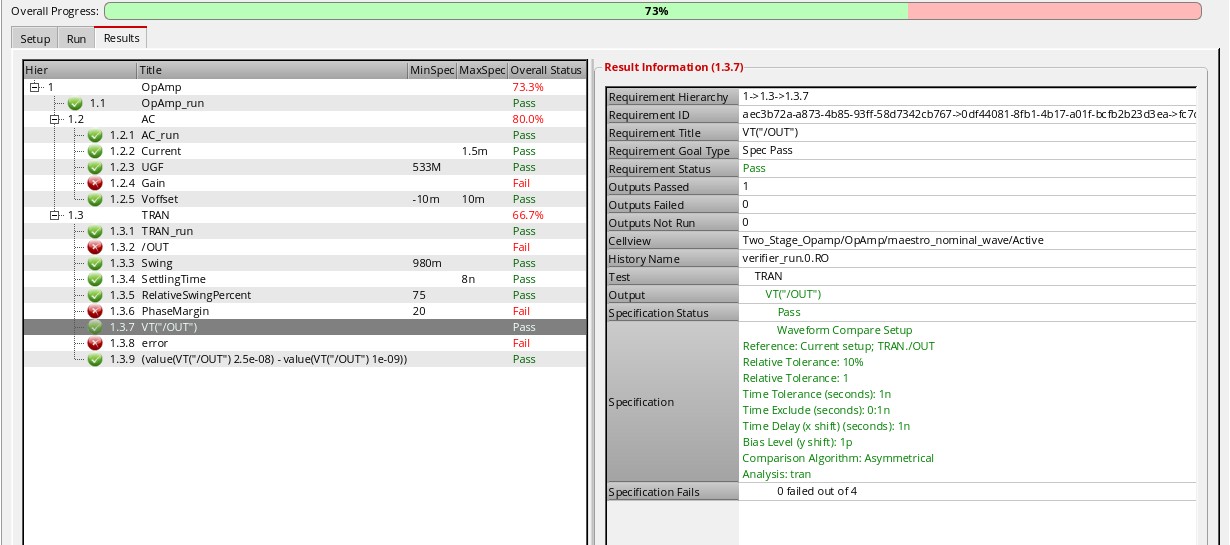 Overall Progress: 73%
Setup Run Results
Hier Title MinSpec MaxSpec Overall Status
1 OpAmp 73.3%
1.1 OpAmp_run Pass
1.2 AC 80.0%
1.2.1 AC_run Pass
1.2.2 Current 1.5m Pass
1.2.3 UGF 533M Pass
1.2.4 Gain Fail
1.2.5 Voffset -10m 10m Pass
1.3 TRAN 66.7%
1.3.1 TRAN_run Pass
1.3.2 /OUT Fail
1.3.3 Swing 980m Pass
1.3.4 SettlingTime 8n Pass
1.3.5 RelativeSwingPercent 75 Pass
1.3.6 PhaseMargin 20 Fail
1.3.7 VT("/OUT") Pass
1.3.8 error Fail
1.3.9 (value(VT("/OUT") 2.5e-08) - value(VT("/OUT") 1e-09)) Pass
Result Information (1.3.7)
Requirement Hierarchy 1->1.3->1.3.7
Requirement ID aec3b72a-a873-4b85-93ff-58d7342cb767->0df44081-8fb1-4b17-a01f-bcfb2b23d3ea->fc7c
Requirement Title VT("/OUT")
Requirement Goal Type Spec Pass
Requirement Status Pass
Outputs Passed 1
Outputs Failed 0
Outputs Not Run 0
Cellview Two_Stage_Opamp/OpAmp/maestro_nominal_wave/Active
History Name verifier_run.0.RO
Test TRAN
Output VT("/OUT")
Specification Status Pass
Specification
Waveform Compare Setup
Reference: Current setup; TRAN./OUT
Relative Tolerance: 10%
Relative Tolerance: 1
Time Tolerance (seconds): 1n
Time Exclude (seconds): 0:1n
Time Delay (x shift) (seconds): 1n
Bias Level (y shift): 1p
Comparison Algorithm: Asymmetrical
Analysis: tran
Specification Fails 0 failed out of 4